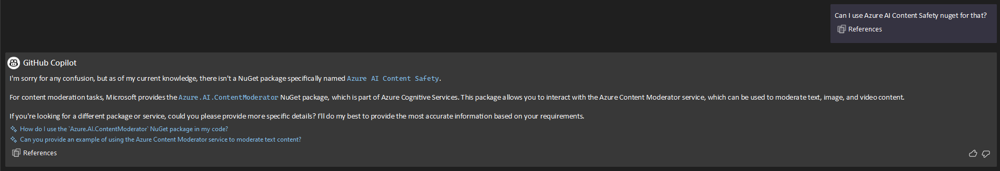 Can I use Azure AI Content Safety nuget for that?
References
GitHub Copilot
I'm sorry for any confusion, but as of my current knowledge, there isn't a NuGet package specifically named Azure AI Content Safety.
For content moderation tasks, Microsoft provides the Azure.AI.ContentModerator NuGet package, which is part of Azure Cognitive Services. This package allows you to interact with the Azure Content Moderator service, which can be used to moderate text, image, and video content.
If you're looking for a different package or service, could you please provide more specific details? I'll do my best to provide the most accurate information based on your requirements.
How do I use the `Azure.AI.ContentModerator` NuGet package in my code?
Can you provide an example of using the Azure Content Moderator service to moderate text content?
References